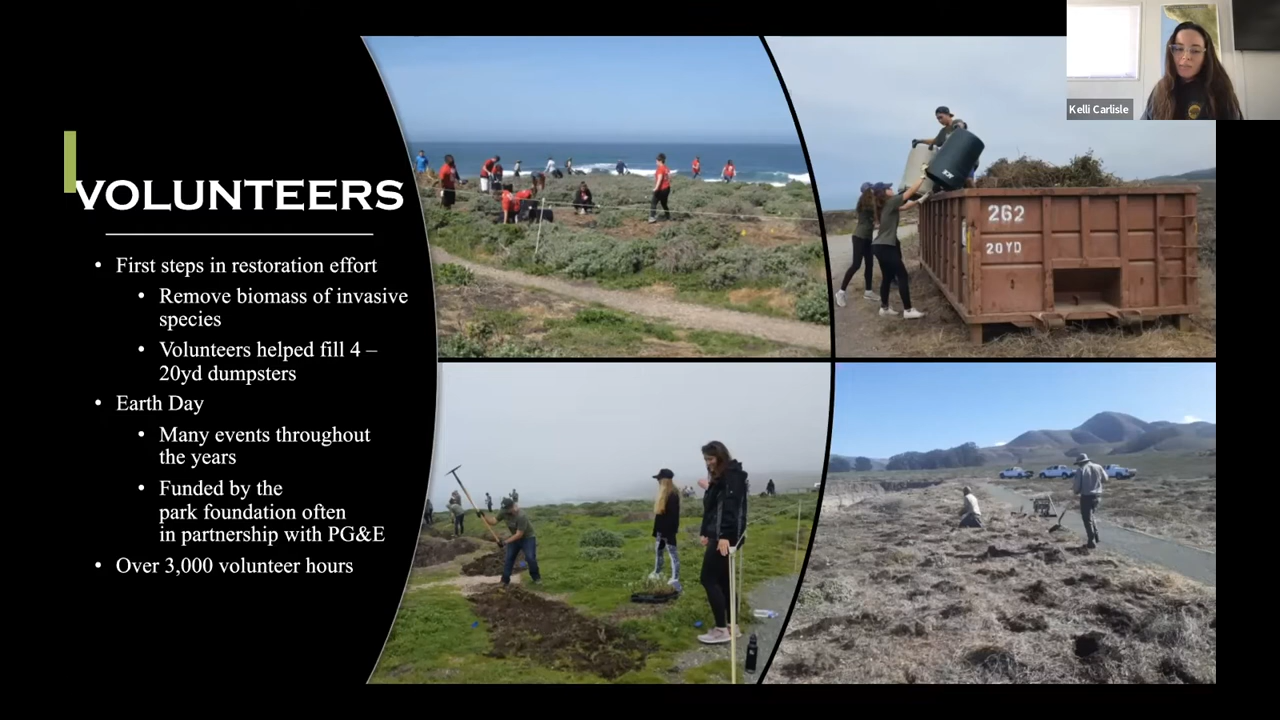 Kelli Carlisle
VOLUNTEERS
• First steps in restoration effort
• Remove biomass of invasive
species
• Volunteers helped fill 4 –
20yd dumpsters
• Earth Day
• Many events throughout
the years
• Funded by the
park foundation often
in partnership with PG&E
• Over 3,000 volunteer hours
262
20 YD